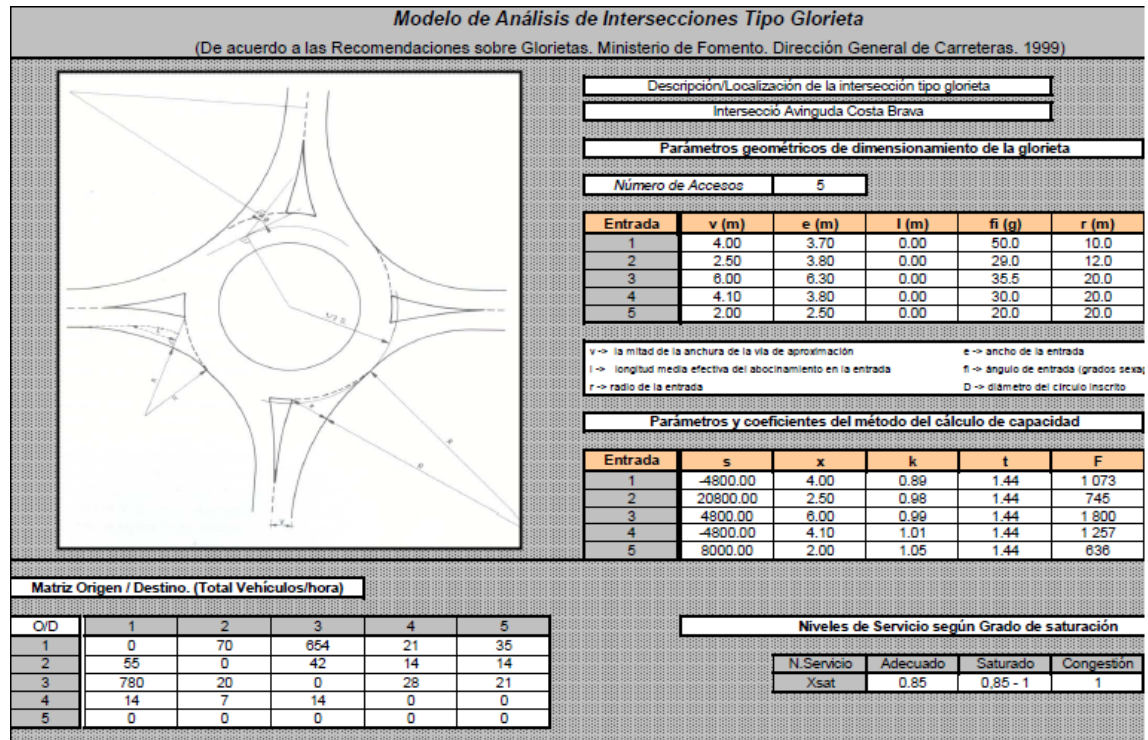 Modelo de Análisis de Intersecciones Tipo Glorieta
(De acuerdo a las Recomendaciones sobre Glorietas. Ministerio de Fomento. Dirección General de Carreteras. 1999)
Descripción/Localización de la intersección tipo glorieta
Intersecció Avinguda Costa Brava
Parámetros geométricos de dimensionamiento de la glorieta
Número de Accesos 5
Entrada v (m) e (m) l (m) fi (g) r (m)
1 4.00 3.70 0.00 50.0 10.0
2 2.50 3.80 0.00 29.0 12.0
3 6.00 6.30 0.00 35.5 20.0
4 4.10 3.80 0.00 30.0 20.0
5 2.00 2.50 0.00 20.0 20.0
v -> la mitad de la anchura de la vía de aproximación e -> ancho de la entrada
l -> longitud media efectiva del abocinamiento en la entrada fi -> ángulo de entrada (grados sexag
r -> radio de la entrada D -> diámetro del círculo inscrito
Parámetros y coeficientes del método del cálculo de capacidad
Entrada s x k t F
1 -4800.00 4.00 0.89 1.44 1 073
2 20800.00 2.50 0.98 1.44 745
3 4800.00 6.00 0.99 1.44 1 800
4 -4800.00 4.10 1.01 1.44 1 257
5 8000.00 2.00 1.05 1.44 636
Matriz Origen / Destino. (Total Vehículos/hora)
O/D 1 2 3 4 5
1 0 70 654 21 35
2 55 0 42 14 14
3 780 20 0 28 21
4 14 7 14 0 0
5 0 0 0 0 0
Niveles de Servicio según Grado de saturación
N.Servicio Adecuado Saturado Congestión
Xsat 0.85 0,85 - 1 1